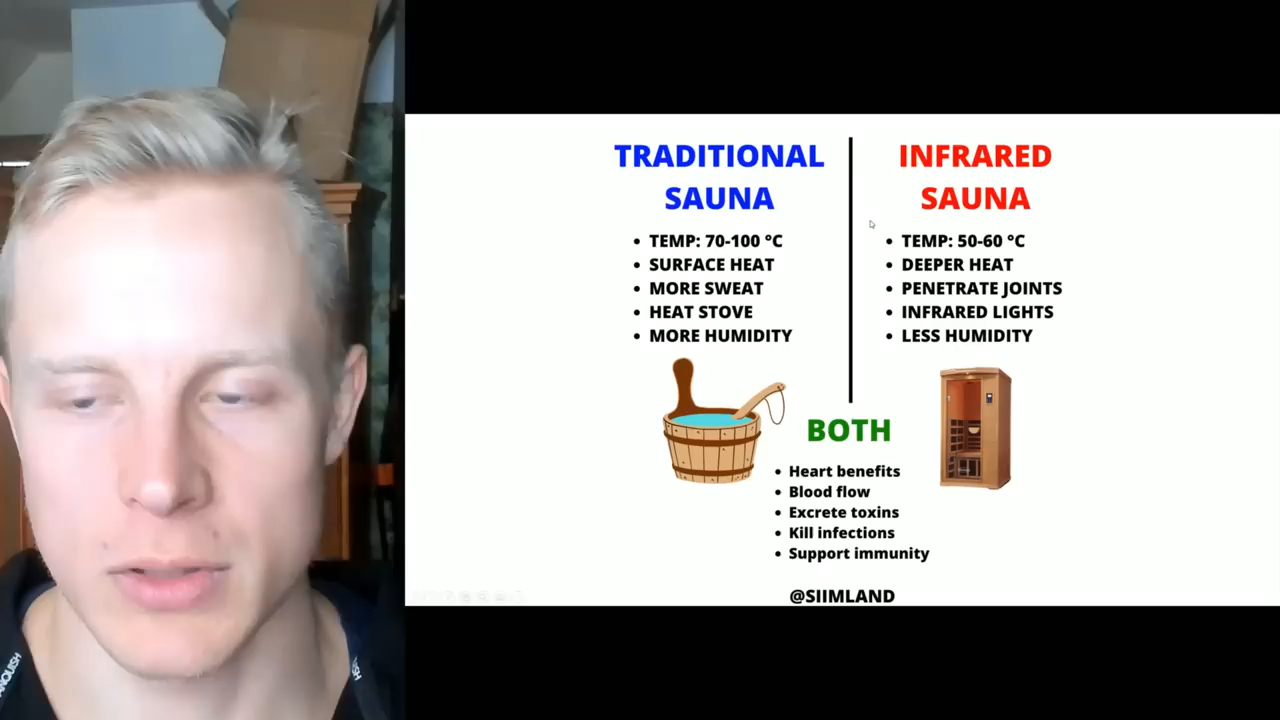 TRADITIONAL
SAUNA
• TEMP: 70-100 °C
• SURFACE HEAT
• MORE SWEAT
• HEAT STOVE
• MORE HUMIDITY
INFRARED
SAUNA
• TEMP: 50-60 °C
• DEEPER HEAT
• PENETRATE JOINTS
• INFRARED LIGHTS
• LESS HUMIDITY
BOTH
• Heart benefits
• Blood flow
• Excrete toxins
• Kill infections
• Support immunity
@SIIMLAND